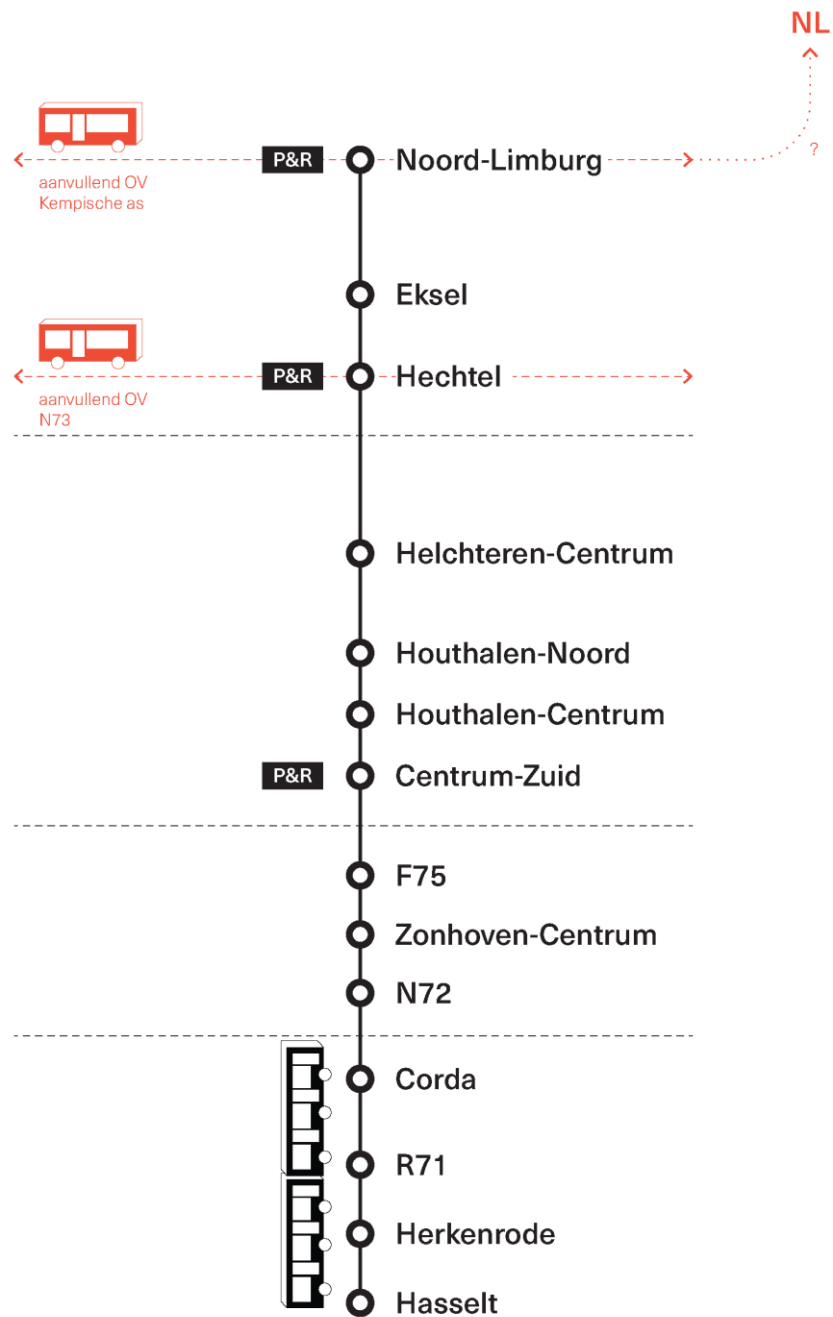 NL
P&R
Noord-Limburg
?
aanvullend OV
Kempische as
Eksel
P&R
Hechtel
aanvullend OV
N73
Helchteren-Centrum
Houthalen-Noord
Houthalen-Centrum
P&R
Centrum-Zuid
F75
Zonhoven-Centrum
N72
Corda
R71
Herkenrode
Hasselt